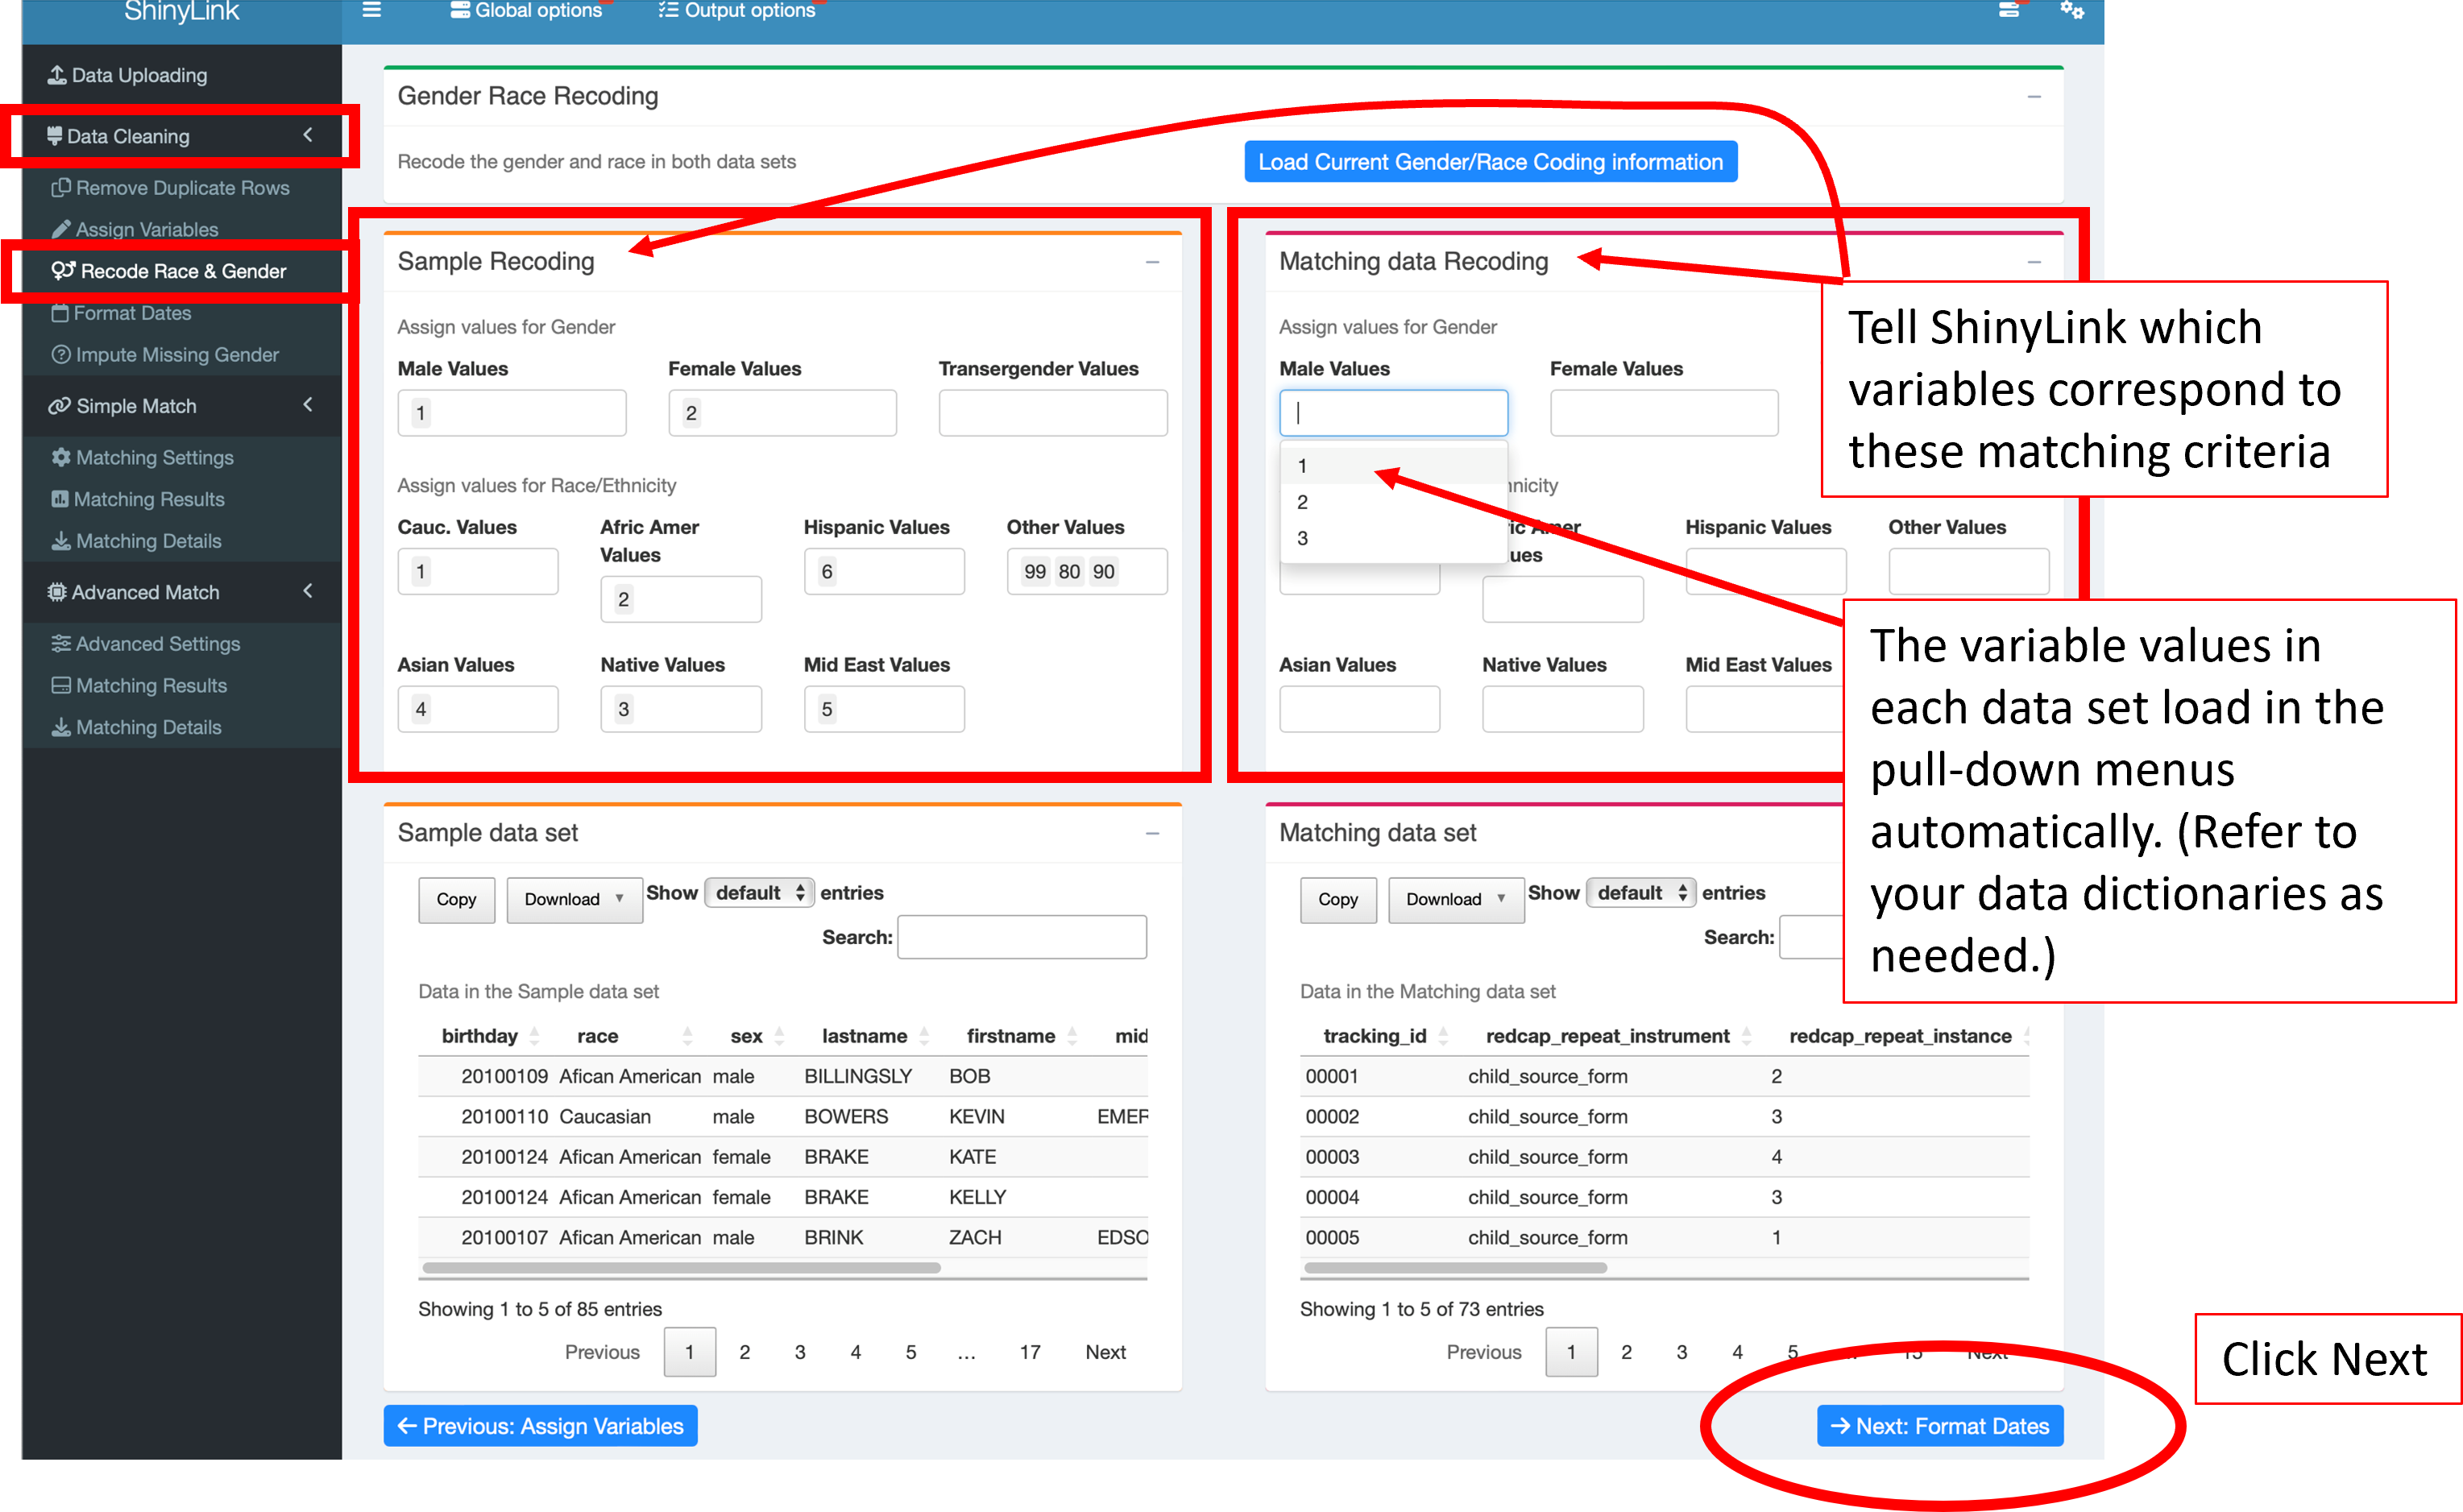 ShinyLink
Global options
Output options
Data Uploading
Data Cleaning
Remove Duplicate Rows
Assign Variables
Recode Race & Gender
Format Dates
Impute Missing Gender
Simple Match
Matching Settings
Matching Results
Matching Details
Advanced Match
Advanced Settings
Matching Results
Matching Details
Gender Race Recoding
Recode the gender and race in both data sets
Load Current Gender/Race Coding information
Sample Recoding
Assign values for Gender
Male Values Female Values Transergender Values
1 2
Assign values for Race/Ethnicity
Cauc. Values Afric Amer Hispanic Values Other Values
Values
1 6 99 80 90
2
Asian Values Native Values Mid East Values
4 3 5
Matching data Recoding
Assign values for Gender
Male Values Female Values
1
2
3
nicity
ic Amer Hispanic Values Other Values
ues
Asian Values Native Values Mid East Values
Tell ShinyLink which
variables correspond to
these matching criteria
The variable values in
each data set load in the
pull-down menus
automatically. (Refer to
your data dictionaries as
needed.)
Sample data set
Copy Download Show default entries
Search:
Data in the Sample data set
birthday race sex lastname firstname mid
20100109 Afican American male BILLINGSLY BOB
20100110 Caucasian male BOWERS KEVIN EMER
20100124 Afican American female BRAKE KATE
20100124 Afican American female BRAKE KELLY
20100107 Afican American male BRINK ZACH EDSO
Showing 1 to 5 of 85 entries
Previous 1 2 3 4 5 ... 17 Next
Matching data set
Copy Download Show default entries
Search:
Data in the Matching data set
tracking_id redcap_repeat_instrument redcap_repeat_instance
00001 child_source_form 2
00002 child_source_form 3
00003 child_source_form 4
00004 child_source_form 3
00005 child_source_form 1
Showing 1 to 5 of 73 entries
Previous 1 2 3 4 5 ... 15 Next
Click Next
← Previous: Assign Variables
→ Next: Format Dates